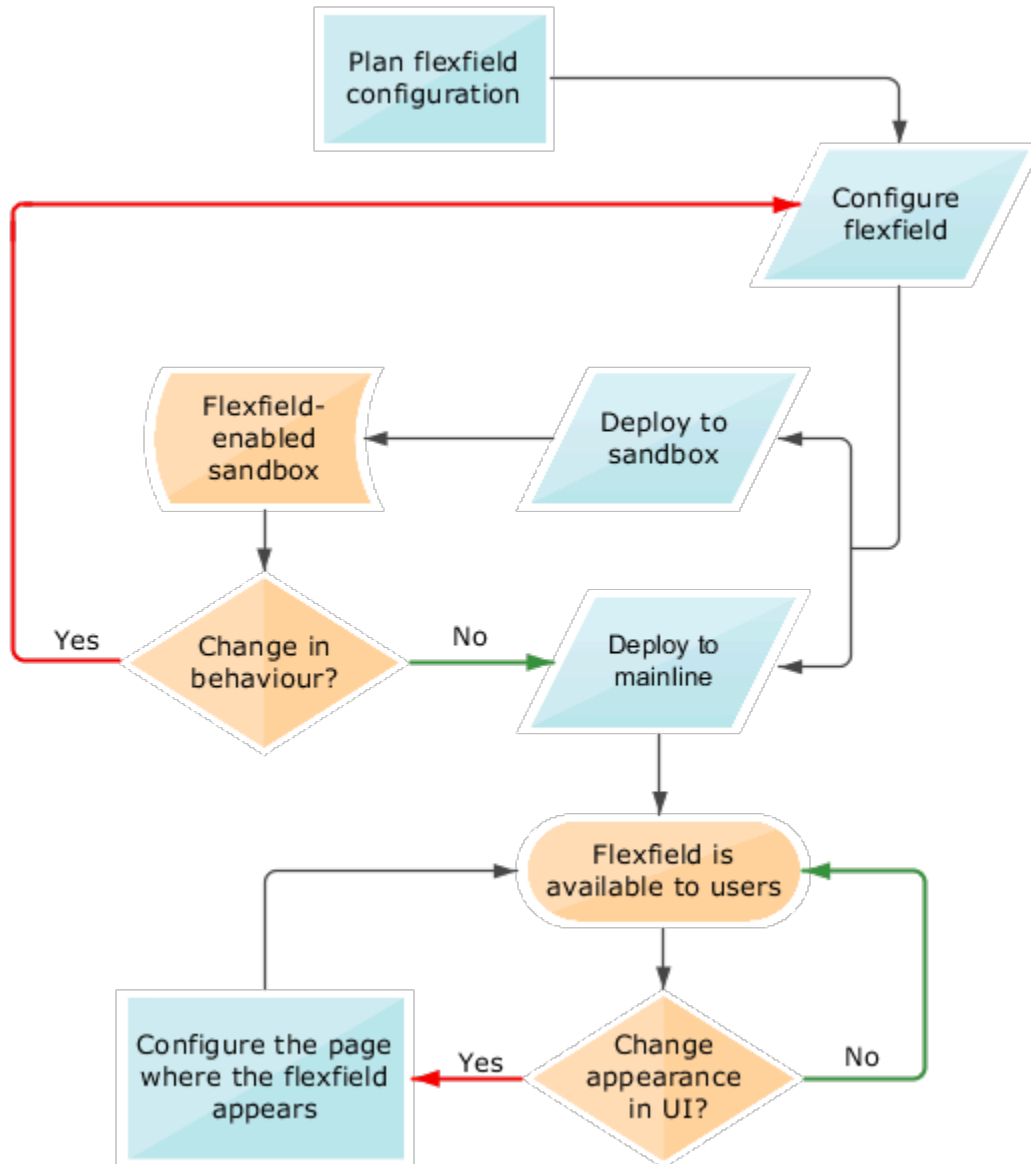 Plan flexfield
configuration
Configure
flexfield
Flexfield-
enabled
sandbox
Deploy to
sandbox
Yes
Change in
behaviour?
No
Deploy to
mainline
Flexfield is
available to users
Configure the page
where the flexfield
appears
Yes
Change
appearance
in UI?
No